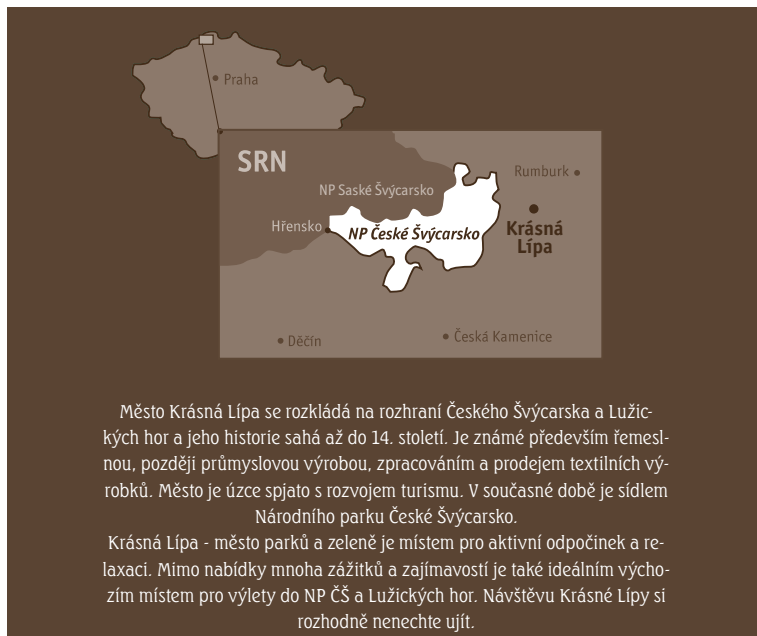 Praha
SRN
NP Saské Švýcarsko
Rumburk
Hřensko
NP České Švýcarsko
Krásná
Lípa
Děčín
Česká Kamenice
Město Krásná Lípa se rozkládá na rozhraní Českého Švýcarska a Lužic-
kých hor a jeho historie sahá až do 14. století. Je známé především řemesl-
nou, později průmyslovou výrobou, zpracováním a prodejem textilních vý-
robků. Město je úzce spjato s rozvojem turismu. V současné době je sídlem
Národního parku České Švýcarsko.
Krásná Lípa - město parků a zeleně je místem pro aktivní odpočinek a re-
laxaci. Mimo nabídky mnoha zážitků a zajímavostí je také ideálním výcho-
zím místem pro výlety do NP ČŠ a Lužických hor. Návštěvu Krásné Lípy si
rozhodně nenechte ujít.